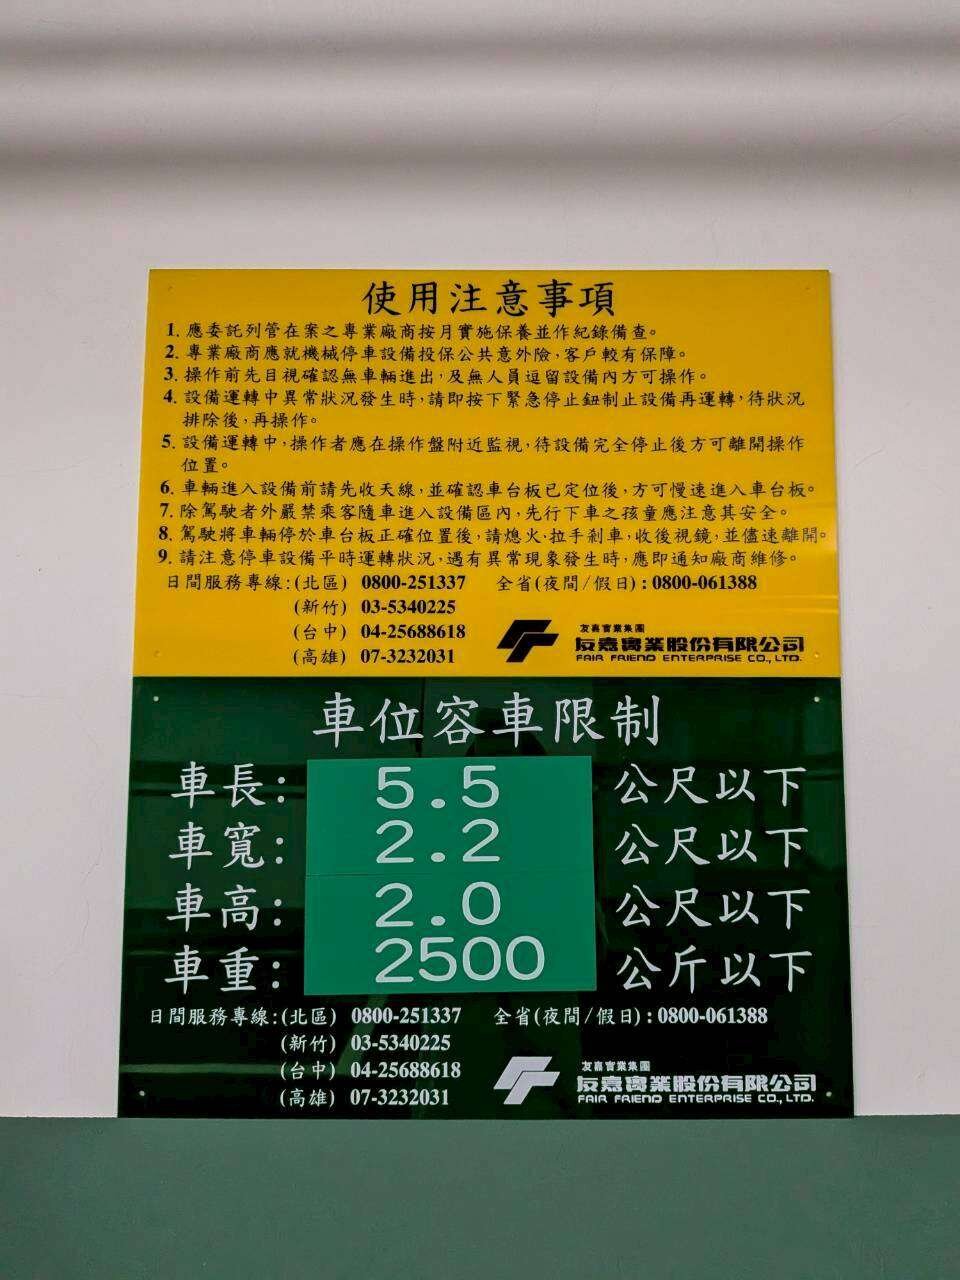 使用注意事項
1. 應委託列管在案之專業廠商按月實施保養並作紀錄備查。
2. 專業廠商應就機械停車設備投保公共意外險，客戶較有保障。
3. 操作前先目視確認無車輛進出，及無人員逗留設備內方可操作。
4. 設備運轉中異常狀況發生時，請即按下緊急停止鈕制止設備再運轉，待狀況
排除後，再操作。
5. 設備運轉中，操作者應在操作盤附近監視，待設備完全停止後方可離開操作
位置。
6. 車輛進入設備前請先收天線，並確認車台板已定位後，方可慢速進入車台板。
7. 除駕駛者外嚴禁乘客隨車進入設備區內，先行下車之孩童應注意其安全。
8. 駕駛將車輛停於車台板正確位置後，請熄火·拉手剎車，收後視鏡，並儘速離開。
9. 請注意停車設備平時運轉狀況，遇有異常現象發生時，應即通知廠商維修。
日間服務專線:(北區) 0800-251337 全省(夜間/假日):0800-061388
(新竹) 03-5340225
(台中) 04-25688618
(高雄) 07-3232031
友嘉實業集團
友嘉實業股份有限公司
FAIR FRIEND ENTERPRISE CO., LTD.
車位容車限制
車長: 5.5 公尺以下
車寬: 2.2 公尺以下
車高: 2.0 公尺以下
車重: 2500 公斤以下
日間服務專線:(北區) 0800-251337 全省(夜間/假日):0800-061388
(新竹) 03-5340225
(台中) 04-25688618
(高雄) 07-3232031
友嘉實業集團
友嘉實業股份有限公司
FAIR FRIEND ENTERPRISE CO., LTD.